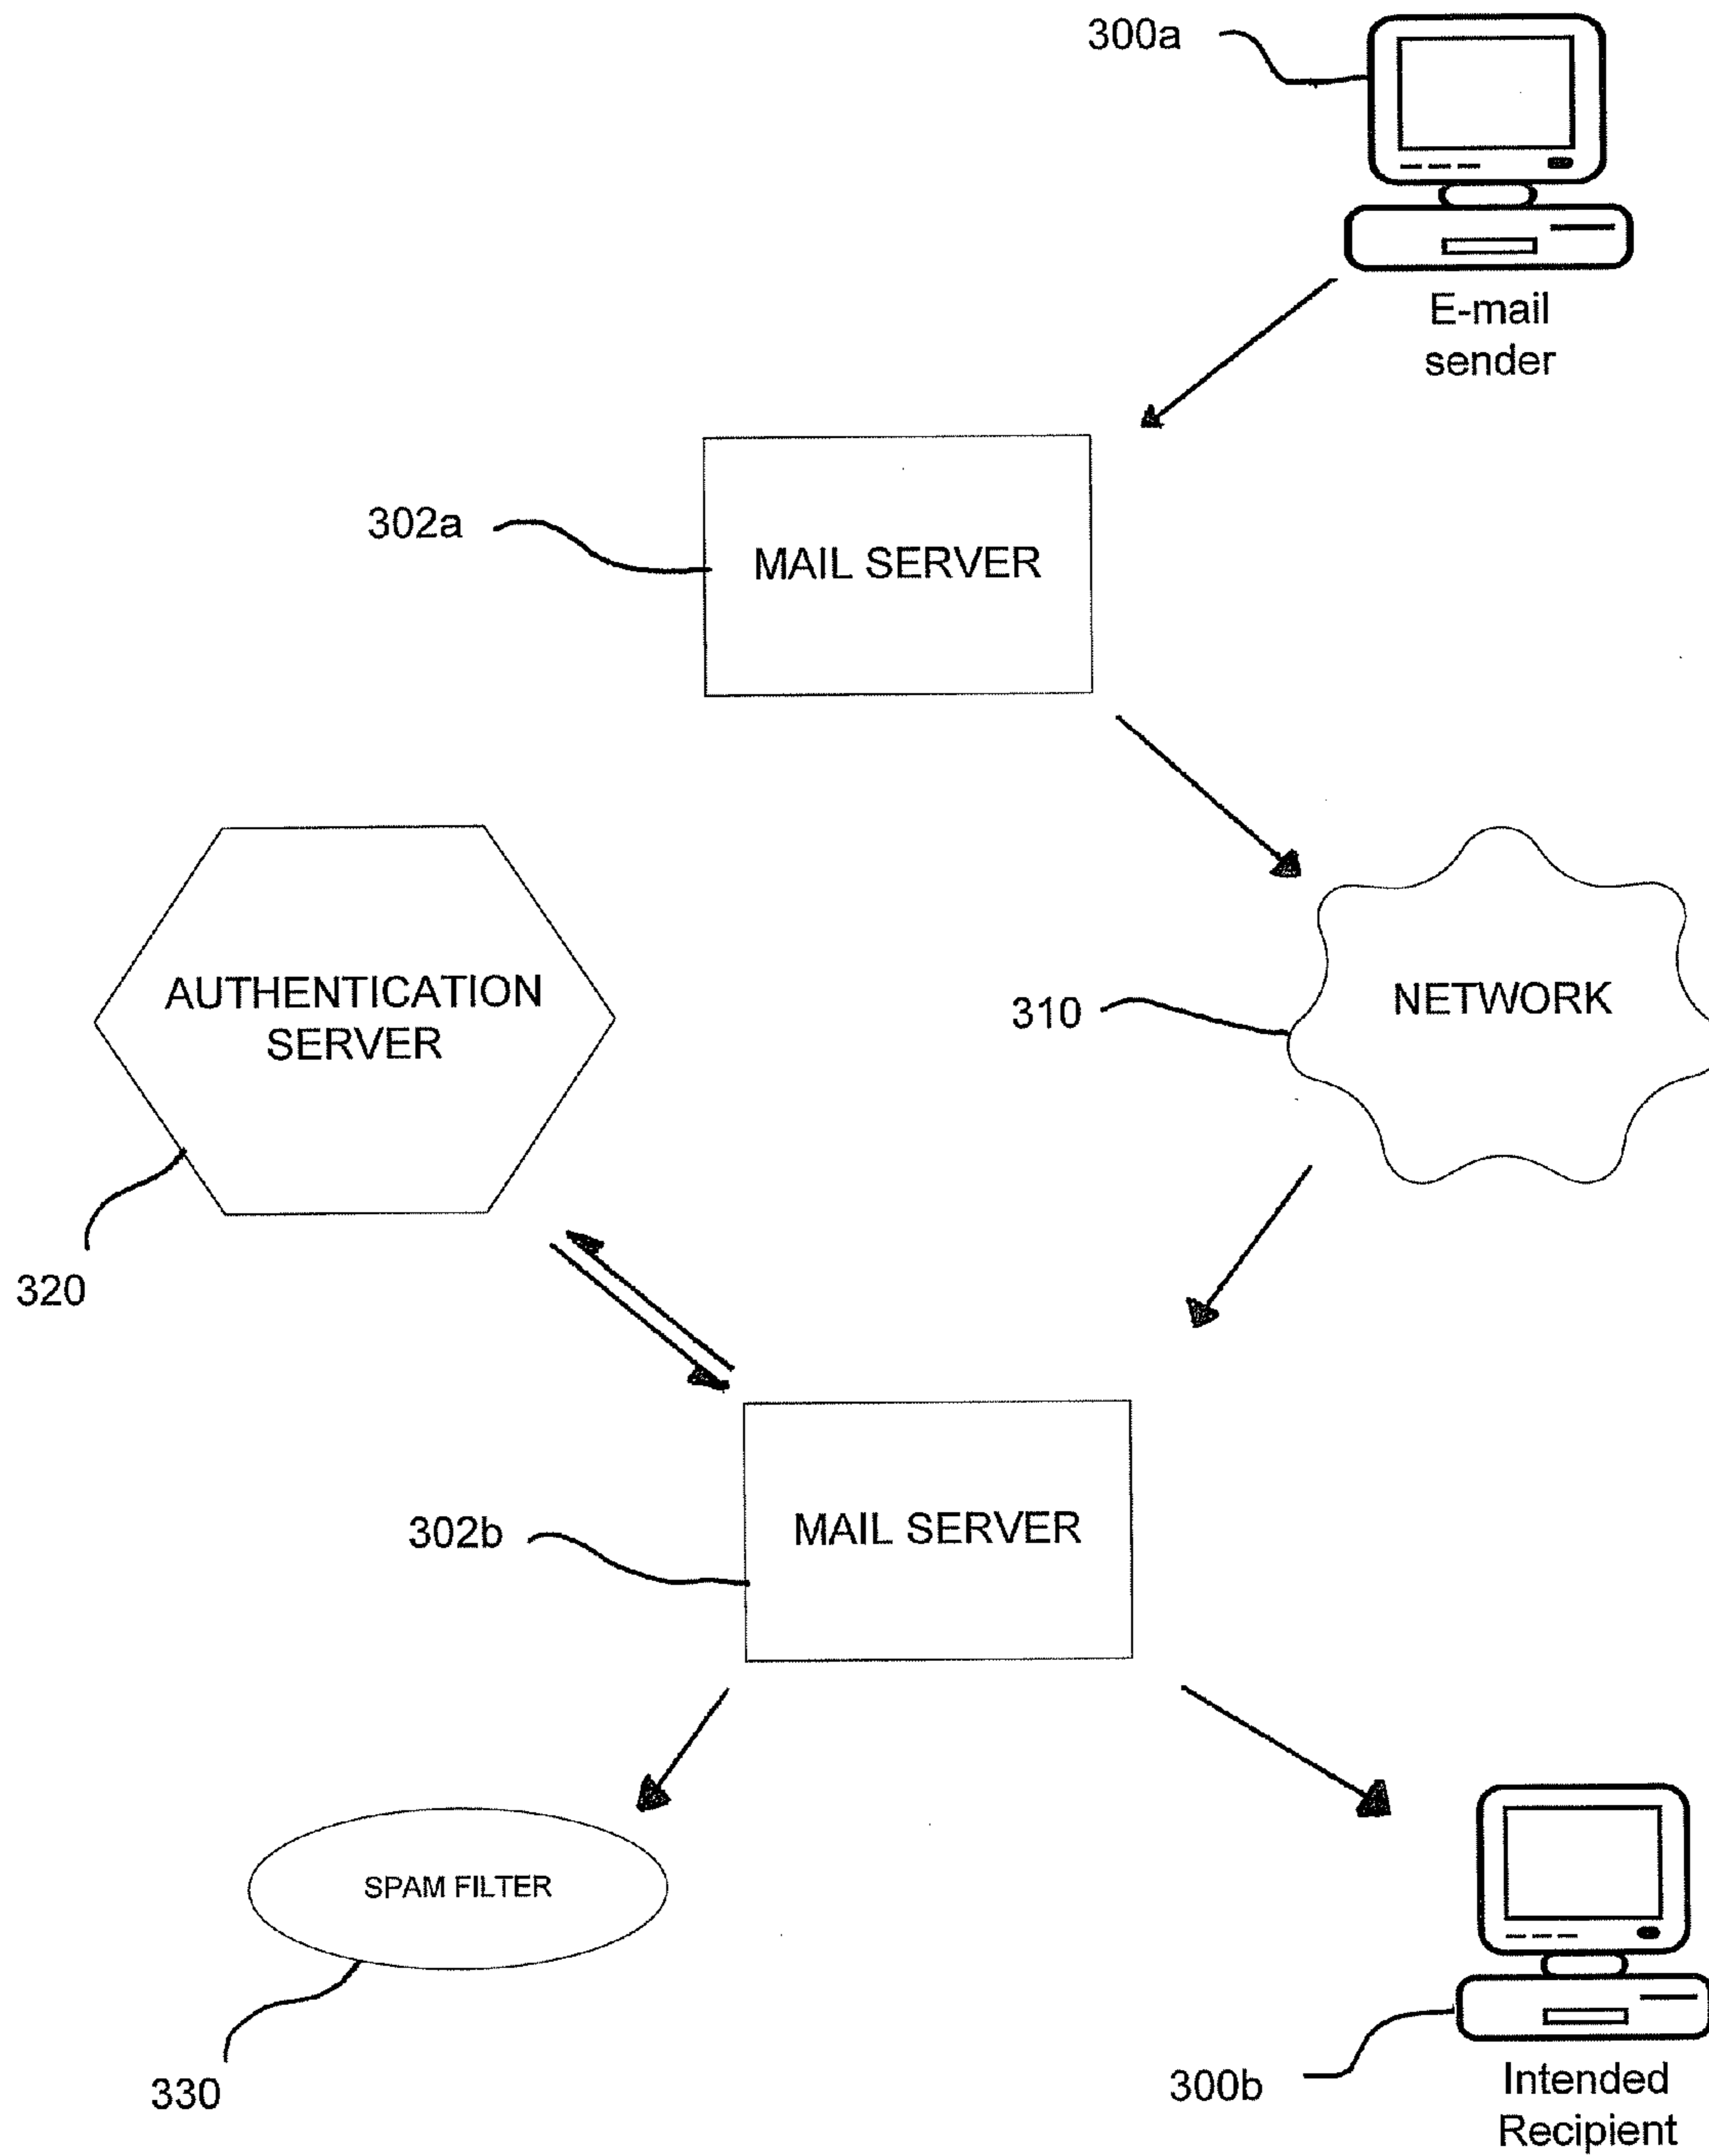 300a
E-mail
sender
302a
MAIL SERVER
AUTHENTICATION
SERVER
310
NETWORK
320
302b
MAIL SERVER
SPAM FILTER
330
300b
Intended
Recipient